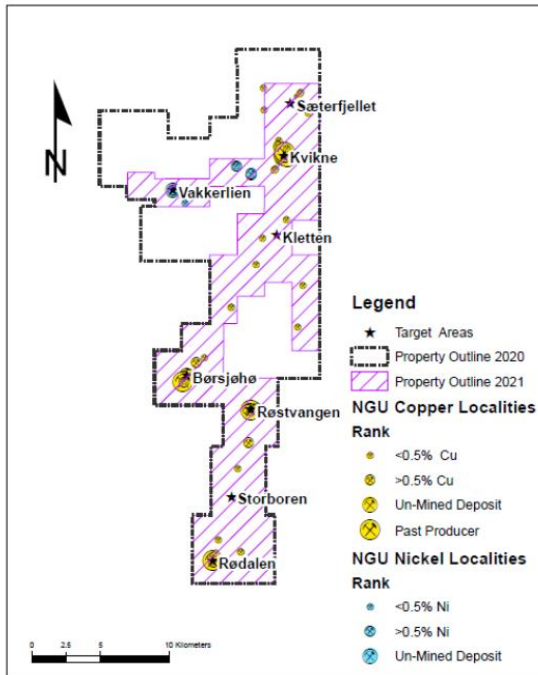 N
Sæterfjellet
Kvikne
Vakkerlien
Kletten
Børsjøhø
Røstvangen
Storboren
Rødalen
Legend
Target Areas
Property Outline 2020
Property Outline 2021
NGU Copper Localities
Rank
<0.5% Cu
>0.5% Cu
Un-Mined Deposit
Past Producer
NGU Nickel Localities
Rank
<0.5% Ni
>0.5% Ni
Un-Mined Deposit
0 2.5 5 10 Kilometers